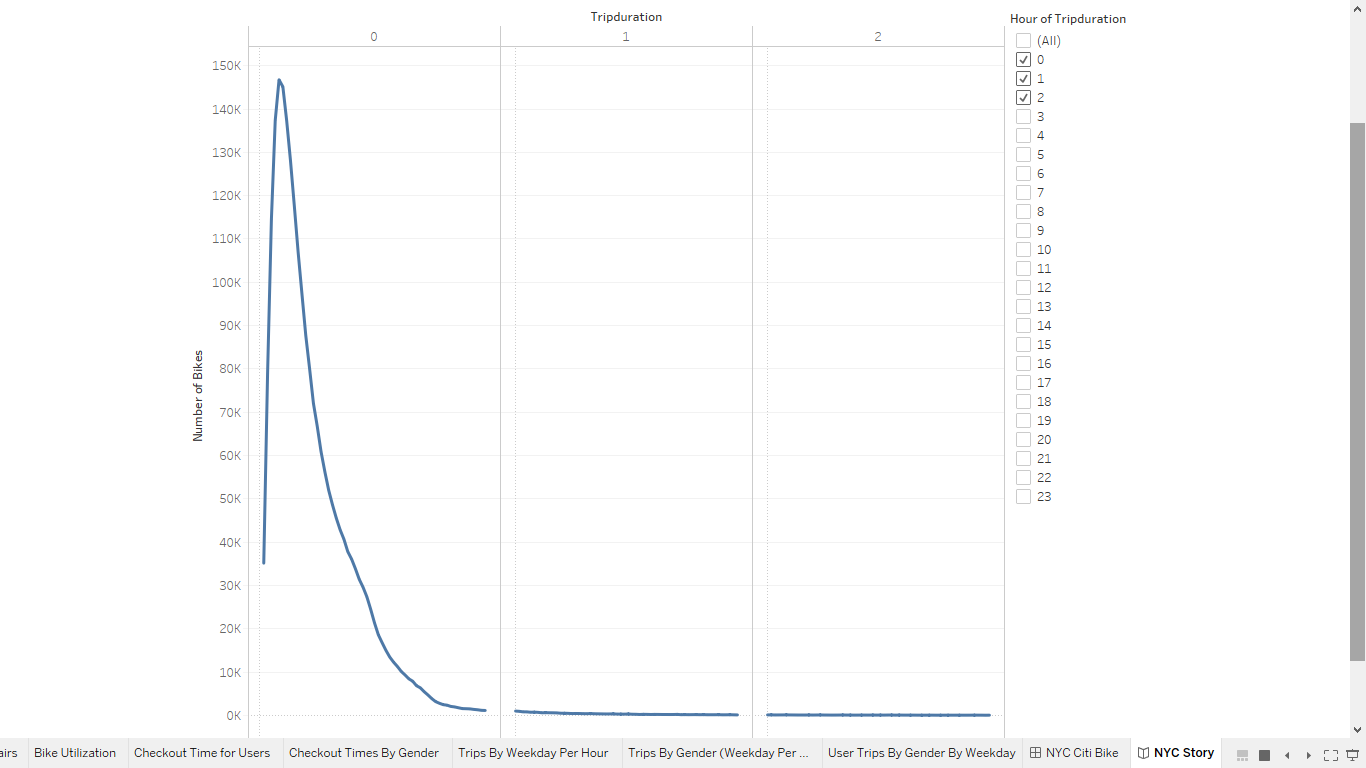 Tripduration
0
1
2
150K
140K
130K
120K
110K
100K
90K
80K
70K
60K
50K
40K
30K
20K
10K
0K
Number of Bikes
Hour of Tripduration
(All)
0
1
2
3
4
5
6
7
8
9
10
11
12
13
14
15
16
17
18
19
20
21
22
23
airs
Bike Utilization
Checkout Time for Users
Checkout Times By Gender
Trips By Weekday Per Hour
Trips By Gender (Weekday Per ...
User Trips By Gender By Weekday
NYC Citi Bike
NYC Story